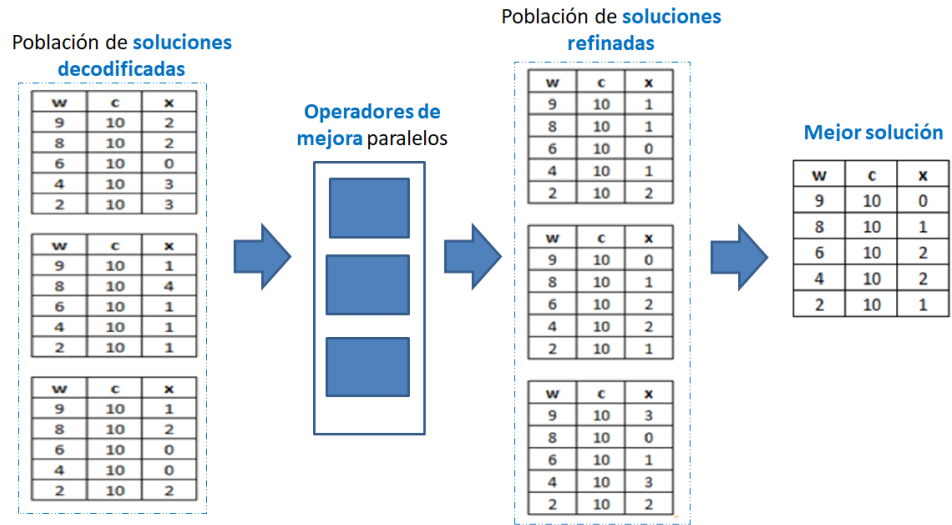 Población de soluciones
decodificadas
w c x
9 10 2
8 10 2
6 10 0
4 10 3
2 10 3
w c x
9 10 1
8 10 4
6 10 1
4 10 1
2 10 1
w c x
9 10 1
8 10 2
6 10 0
4 10 0
2 10 2
Operadores de
mejora paralelos
Población de soluciones
refinadas
w c x
9 10 1
8 10 1
6 10 0
4 10 1
2 10 2
w c x
9 10 0
8 10 1
6 10 2
4 10 2
2 10 1
w c x
9 10 3
8 10 0
6 10 1
4 10 3
2 10 2
Mejor solución
w c x
9 10 0
8 10 1
6 10 2
4 10 2
2 10 1